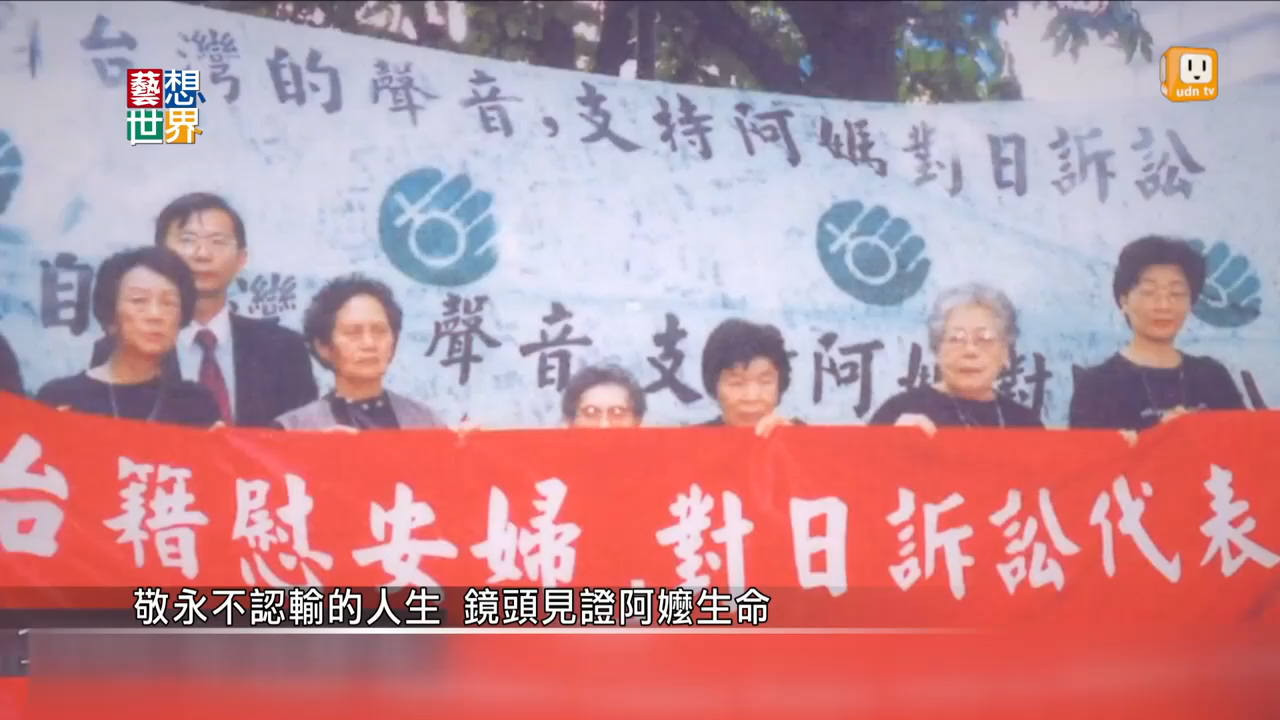 台灣的聲音,支持阿媽對日訴訟
藝想
世界
udn tv
自 灣 聲音 支 阿
台籍慰安婦 對日訴訟代表
敬永不認輸的人生 鏡頭見證阿嬤生命